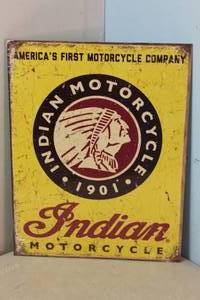 AMERICA'S FIRST MOTORCYCLE COMPANY
INDIAN MOTORCYCLE
• 1901 •
Indian
MOTORCYCLE